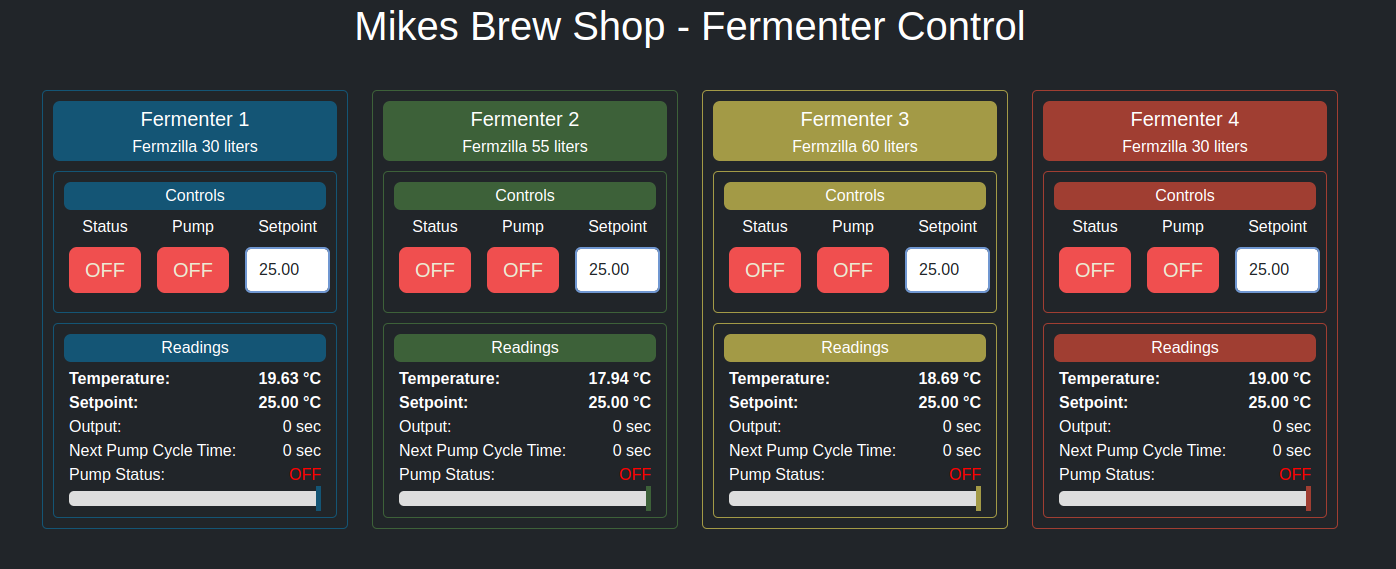 Mikes Brew Shop - Fermenter Control
Fermenter 1
Fermzilla 30 liters
Controls
Status Pump Setpoint
OFF OFF 25.00
Readings
Temperature: 19.63 °C
Setpoint: 25.00 °C
Output: 0 sec
Next Pump Cycle Time: 0 sec
Pump Status: OFF
Fermenter 2
Fermzilla 55 liters
Controls
Status Pump Setpoint
OFF OFF 25.00
Readings
Temperature: 17.94 °C
Setpoint: 25.00 °C
Output: 0 sec
Next Pump Cycle Time: 0 sec
Pump Status: OFF
Fermenter 3
Fermzilla 60 liters
Controls
Status Pump Setpoint
OFF OFF 25.00
Readings
Temperature: 18.69 °C
Setpoint: 25.00 °C
Output: 0 sec
Next Pump Cycle Time: 0 sec
Pump Status: OFF
Fermenter 4
Fermzilla 30 liters
Controls
Status Pump Setpoint
OFF OFF 25.00
Readings
Temperature: 19.00 °C
Setpoint: 25.00 °C
Output: 0 sec
Next Pump Cycle Time: 0 sec
Pump Status: OFF